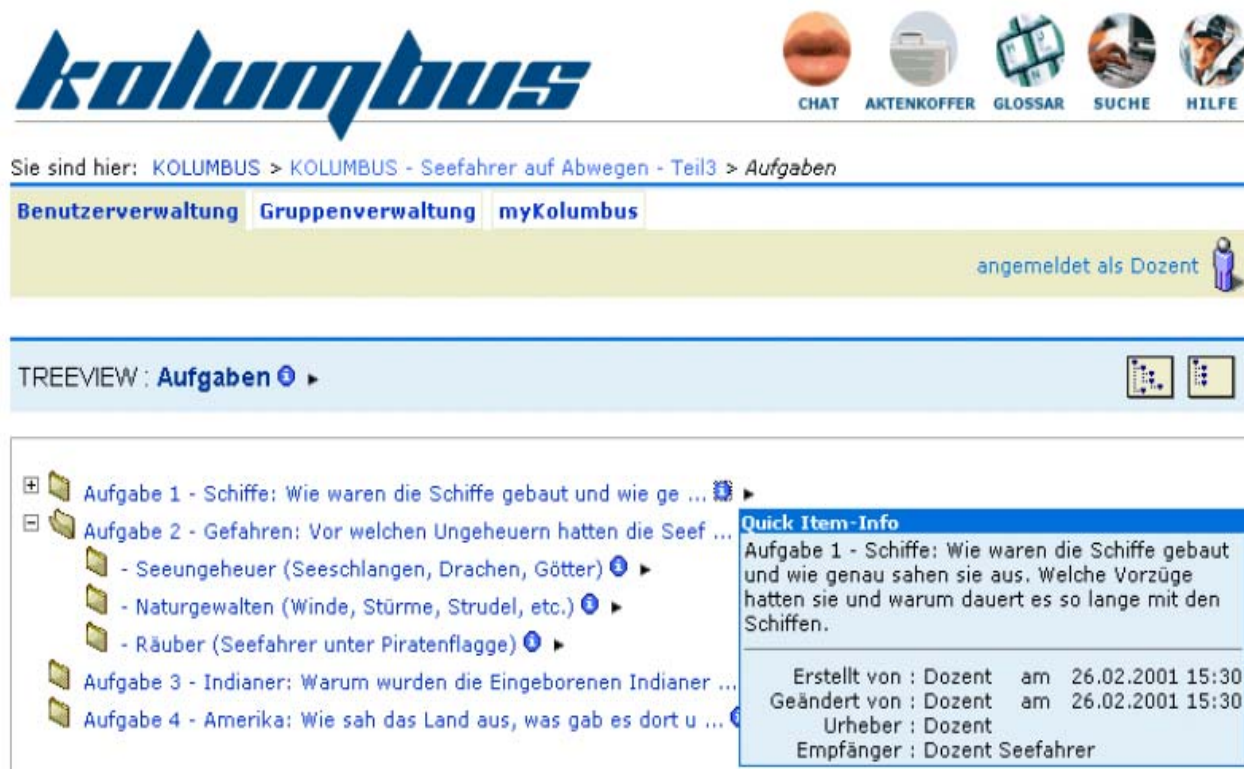 kolumbus
CHAT AKTENKOFFER GLOSSAR SUCHE HILFE
Sie sind hier: KOLUMBUS > KOLUMBUS - Seefahrer auf Abwegen - Teil3 > Aufgaben
Benutzerverwaltung Gruppenverwaltung myKolumbus
angemeldet als Dozent
TREEVIEW : Aufgaben
Aufgabe 1 - Schiffe: Wie waren die Schiffe gebaut und wie ge ...
Aufgabe 2 - Gefahren: Vor welchen Ungeheuern hatten die Seef ...
- Seeungeheuer (Seeschlangen, Drachen, Götter)
- Naturgewalten (Winde, Stürme, Strudel, etc.)
- Räuber (Seefahrer unter Piratenflagge)
Aufgabe 3 - Indianer: Warum wurden die Eingeborenen Indianer ...
Aufgabe 4 - Amerika: Wie sah das Land aus, was gab es dort u ...
Quick Item-Info
Aufgabe 1 - Schiffe: Wie waren die Schiffe gebaut
und wie genau sahen sie aus. Welche Vorzüge
hatten sie und warum dauert es so lange mit den
Schiffen.
Erstellt von : Dozent am 26.02.2001 15:30
Geändert von : Dozent am 26.02.2001 15:30
Urheber : Dozent
Empfänger : Dozent Seefahrer